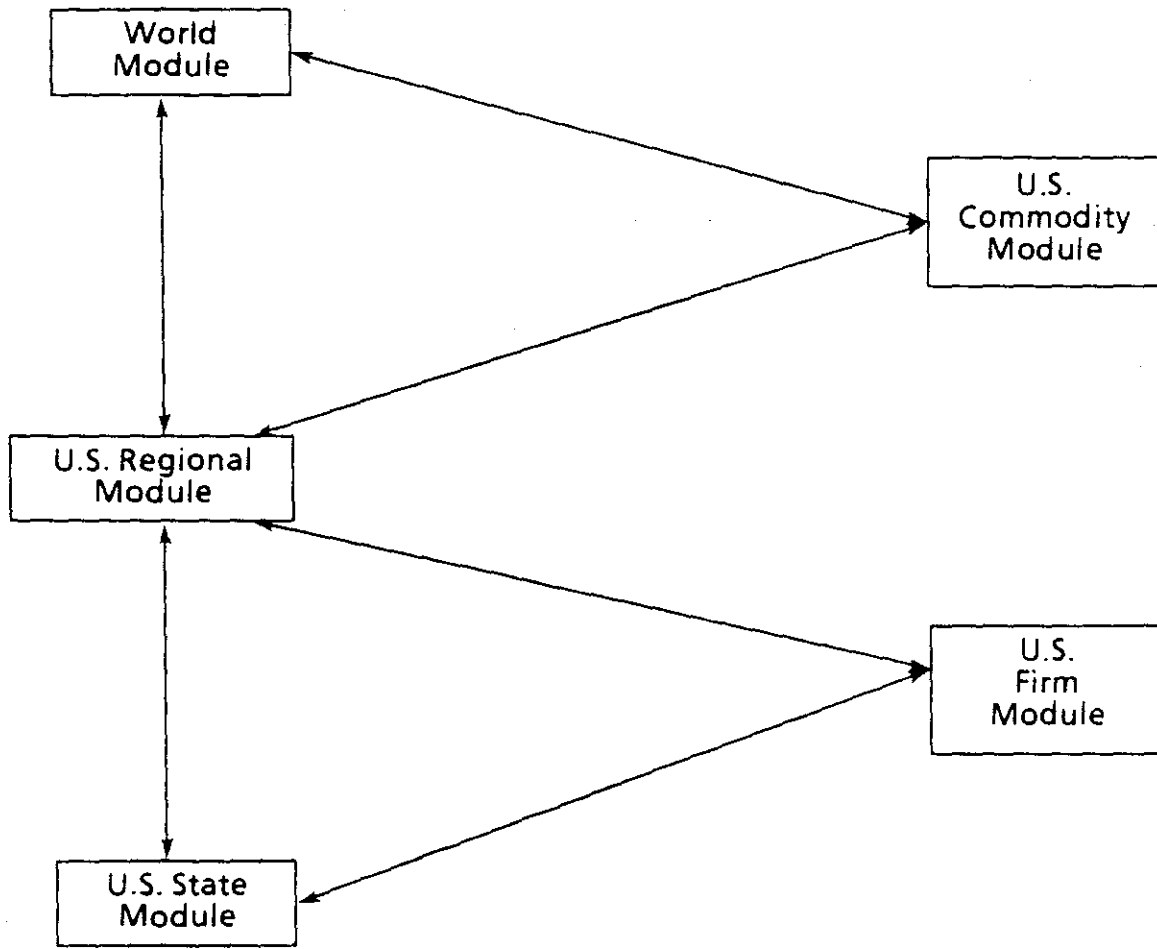 World
Module
U.S.
Commodity
Module
U.S. Regional
Module
U.S.
Firm
Module
U.S. State
Module